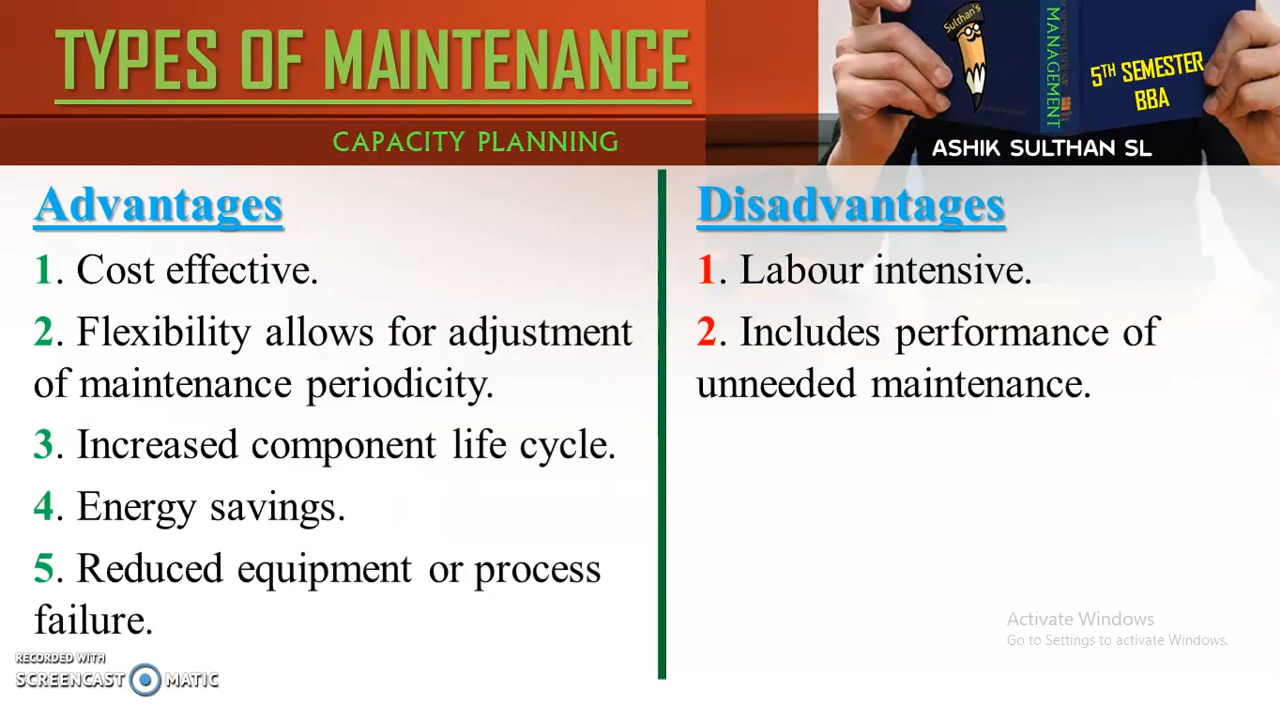 TYPES OF MAINTENANCE
CAPACITY PLANNING
Sulthan's
MANAGEMENT
5TH SEMESTER
BBA
ASHIK SULTHAN SL
Advantages
1. Cost effective.
2. Flexibility allows for adjustment
of maintenance periodicity.
3. Increased component life cycle.
4. Energy savings.
5. Reduced equipment or process
failure.
Disadvantages
1. Labour intensive.
2. Includes performance of
unneeded maintenance.
Activate Windows
Go to Settings to activate Windows.
RECORDED WITH
SCREENCAST MATIC